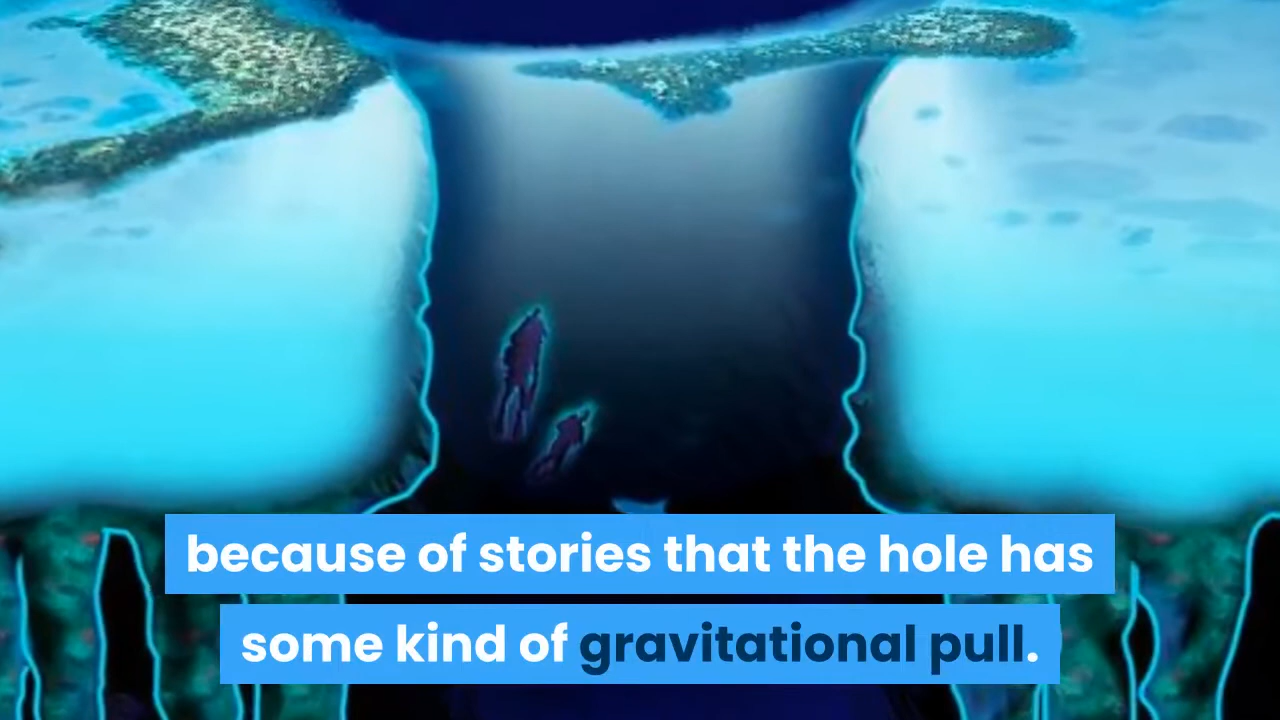 because of stories that the hole has
some kind of gravitational pull.